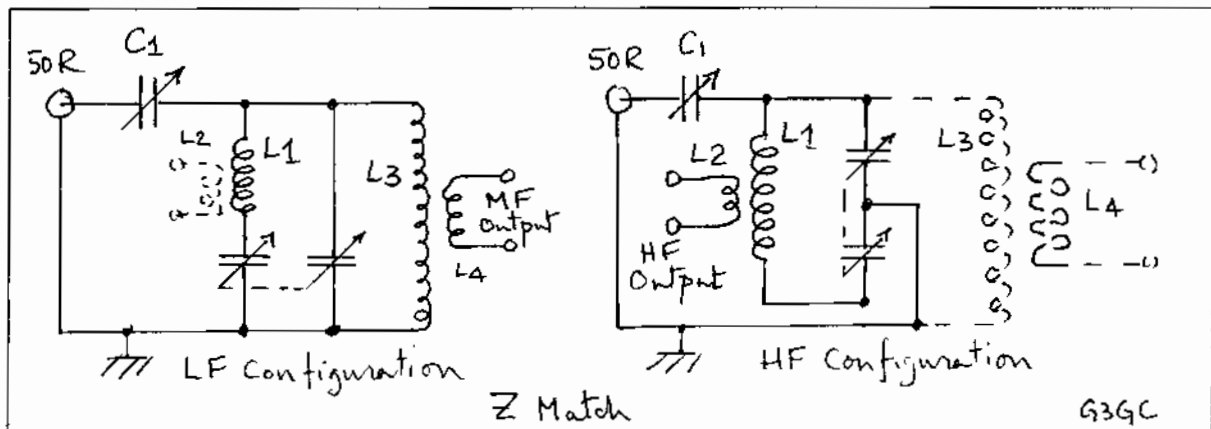 50R
C1
L2
L1
L3
MF
Output
L4
LF Configuration
50R
C1
L2
L1
HF
Output
L3
L4
HF Configuration
Z Match
G3GC